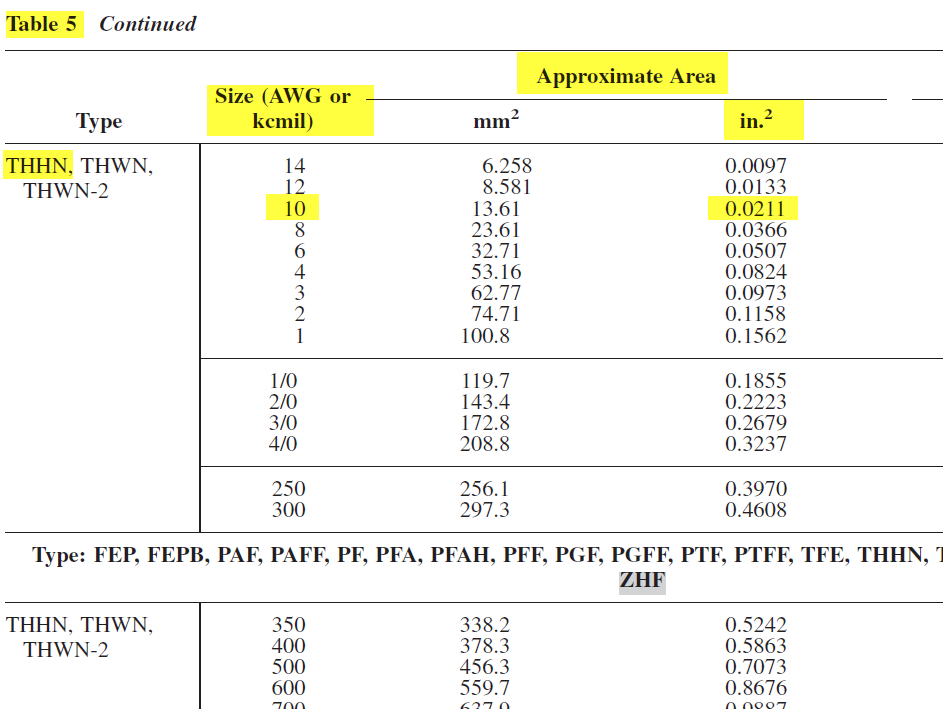 Table 5 Continued
Approximate Area
Size (AWG or
kcmil)
Type mm² in.²
THHN, THWN, 14 6.258 0.0097
THWN-2 12 8.581 0.0133
10 13.61 0.0211
8 23.61 0.0366
6 32.71 0.0507
4 53.16 0.0824
3 62.77 0.0973
2 74.71 0.1158
1 100.8 0.1562
1/0 119.7 0.1855
2/0 143.4 0.2223
3/0 172.8 0.2679
4/0 208.8 0.3237
250 256.1 0.3970
300 297.3 0.4608
Type: FEP, FEPB, PAF, PAFF, PF, PFA, PFAH, PFF, PGF, PGFF, PTF, PTFF, TFE, THHN,
ZHF
THHN, THWN, 350 338.2 0.5242
THWN-2 400 378.3 0.5863
500 456.3 0.7073
600 559.7 0.8676